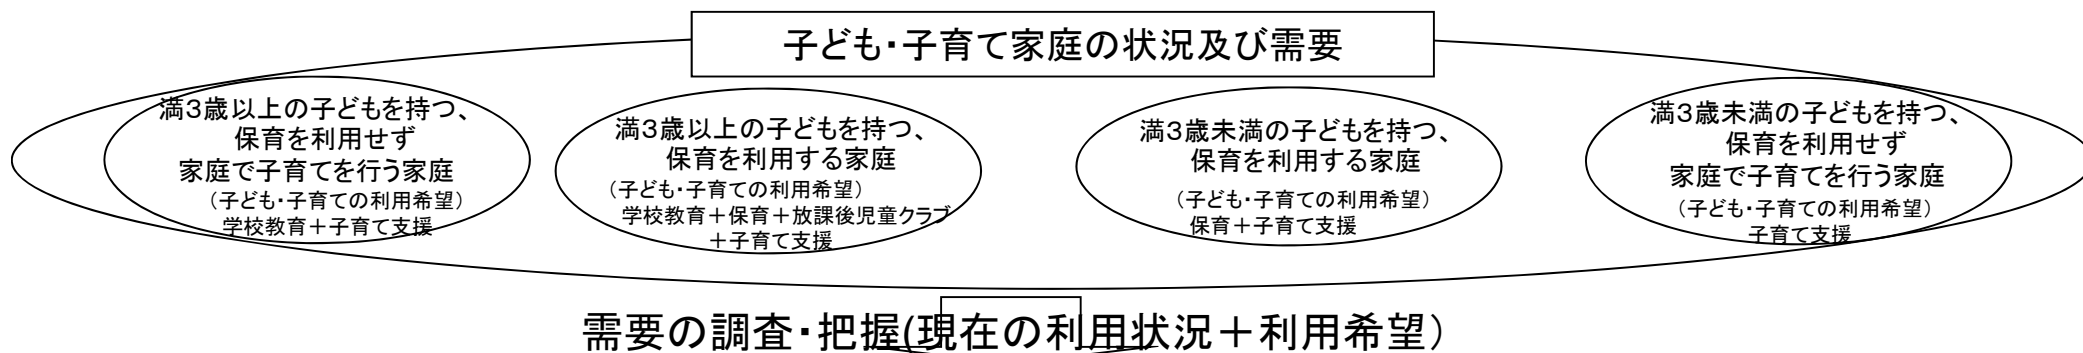 子ども・子育て家庭の状況及び需要
満3歳以上の子どもを持つ、
保育を利用せず
家庭で子育てを行う家庭
（子ども・子育ての利用希望）
学校教育＋子育て支援
満3歳以上の子どもを持つ、
保育を利用する家庭
（子ども・子育ての利用希望）
学校教育＋保育＋放課後児童クラブ
＋子育て支援
満3歳未満の子どもを持つ、
保育を利用する家庭
（子ども・子育ての利用希望）
保育＋子育て支援
満3歳未満の子どもを持つ、
保育を利用せず
家庭で子育てを行う家庭
（子ども・子育ての利用希望）
子育て支援
需要の調査・把握(現在の利用状況＋利用希望）